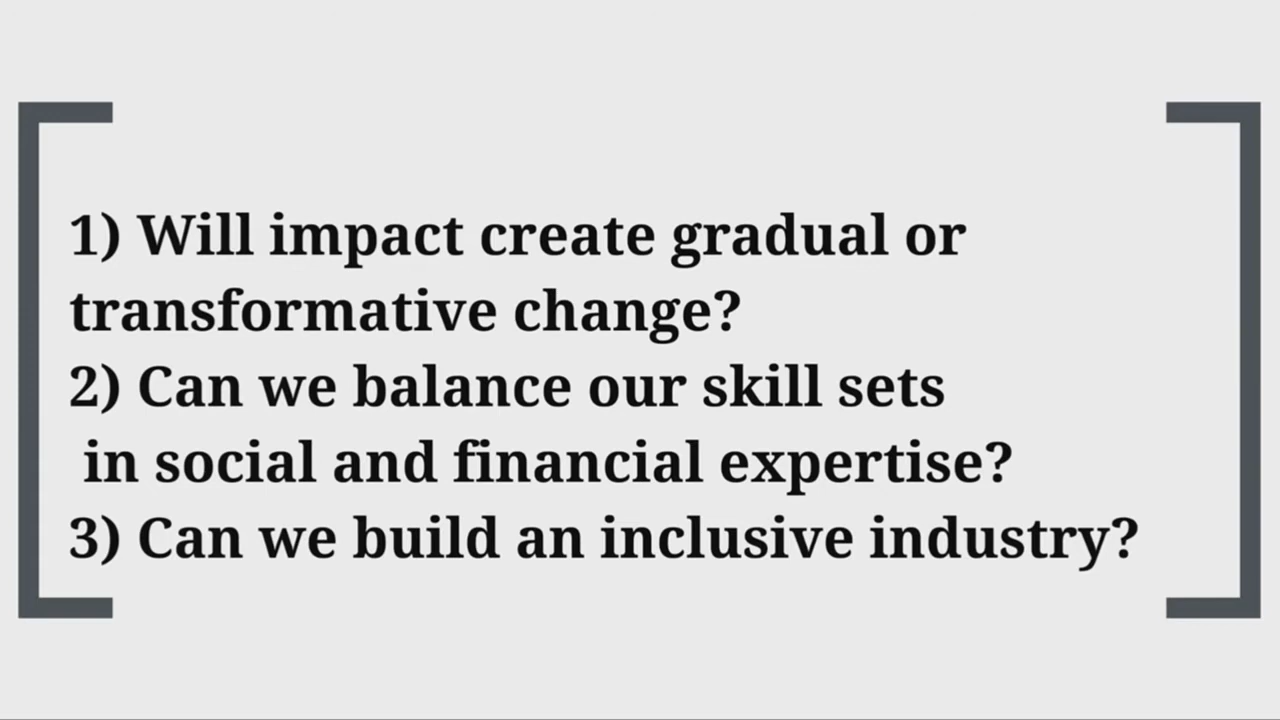 1) Will impact create gradual or
transformative change?
2) Can we balance our skill sets
in social and financial expertise?
3) Can we build an inclusive industry?